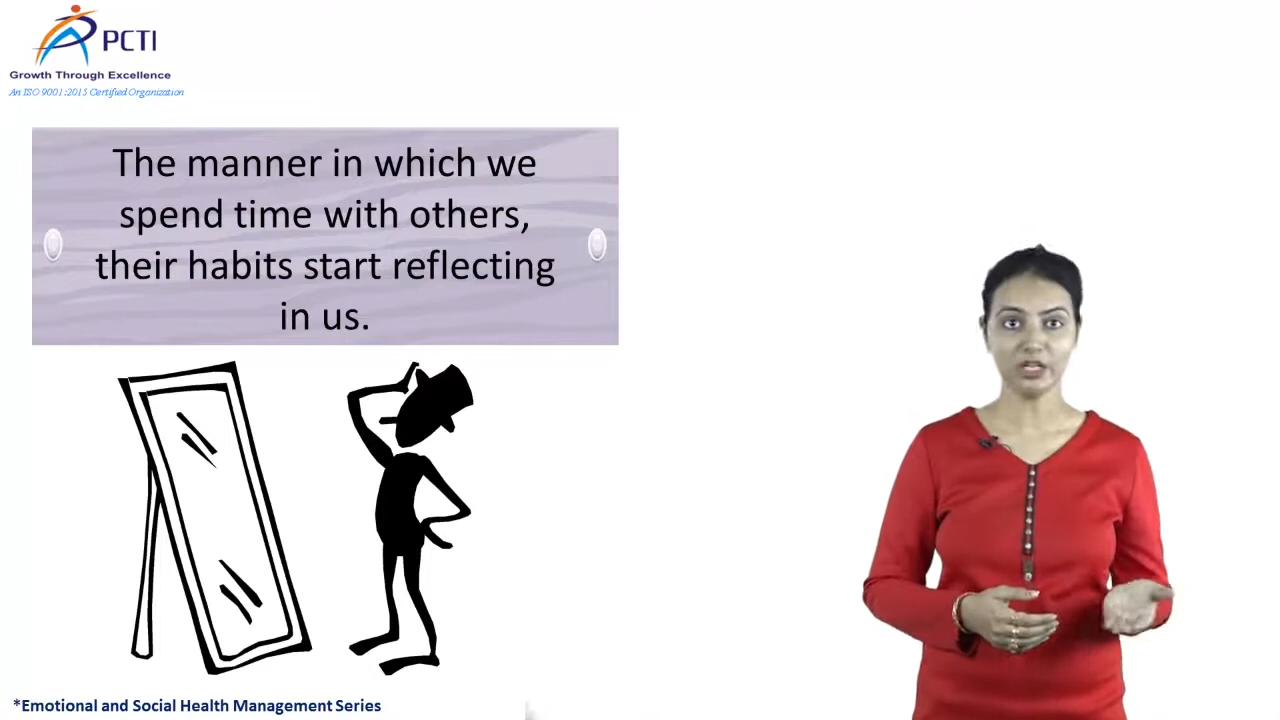 PCTI
Growth Through Excellence
An ISO 9001:2015 Certified Organization
The manner in which we
spend time with others,
their habits start reflecting
in us.
*Emotional and Social Health Management Series